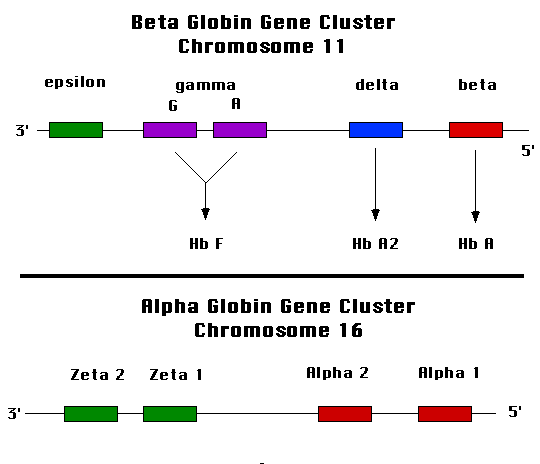 Beta Globin Gene Cluster
Chromosome 11
epsilon gamma delta beta
G A
3'
5'
Hb F Hb A2 Hb A
Alpha Globin Gene Cluster
Chromosome 16
Zeta 2 Zeta 1 Alpha 2 Alpha 1
3' 5'